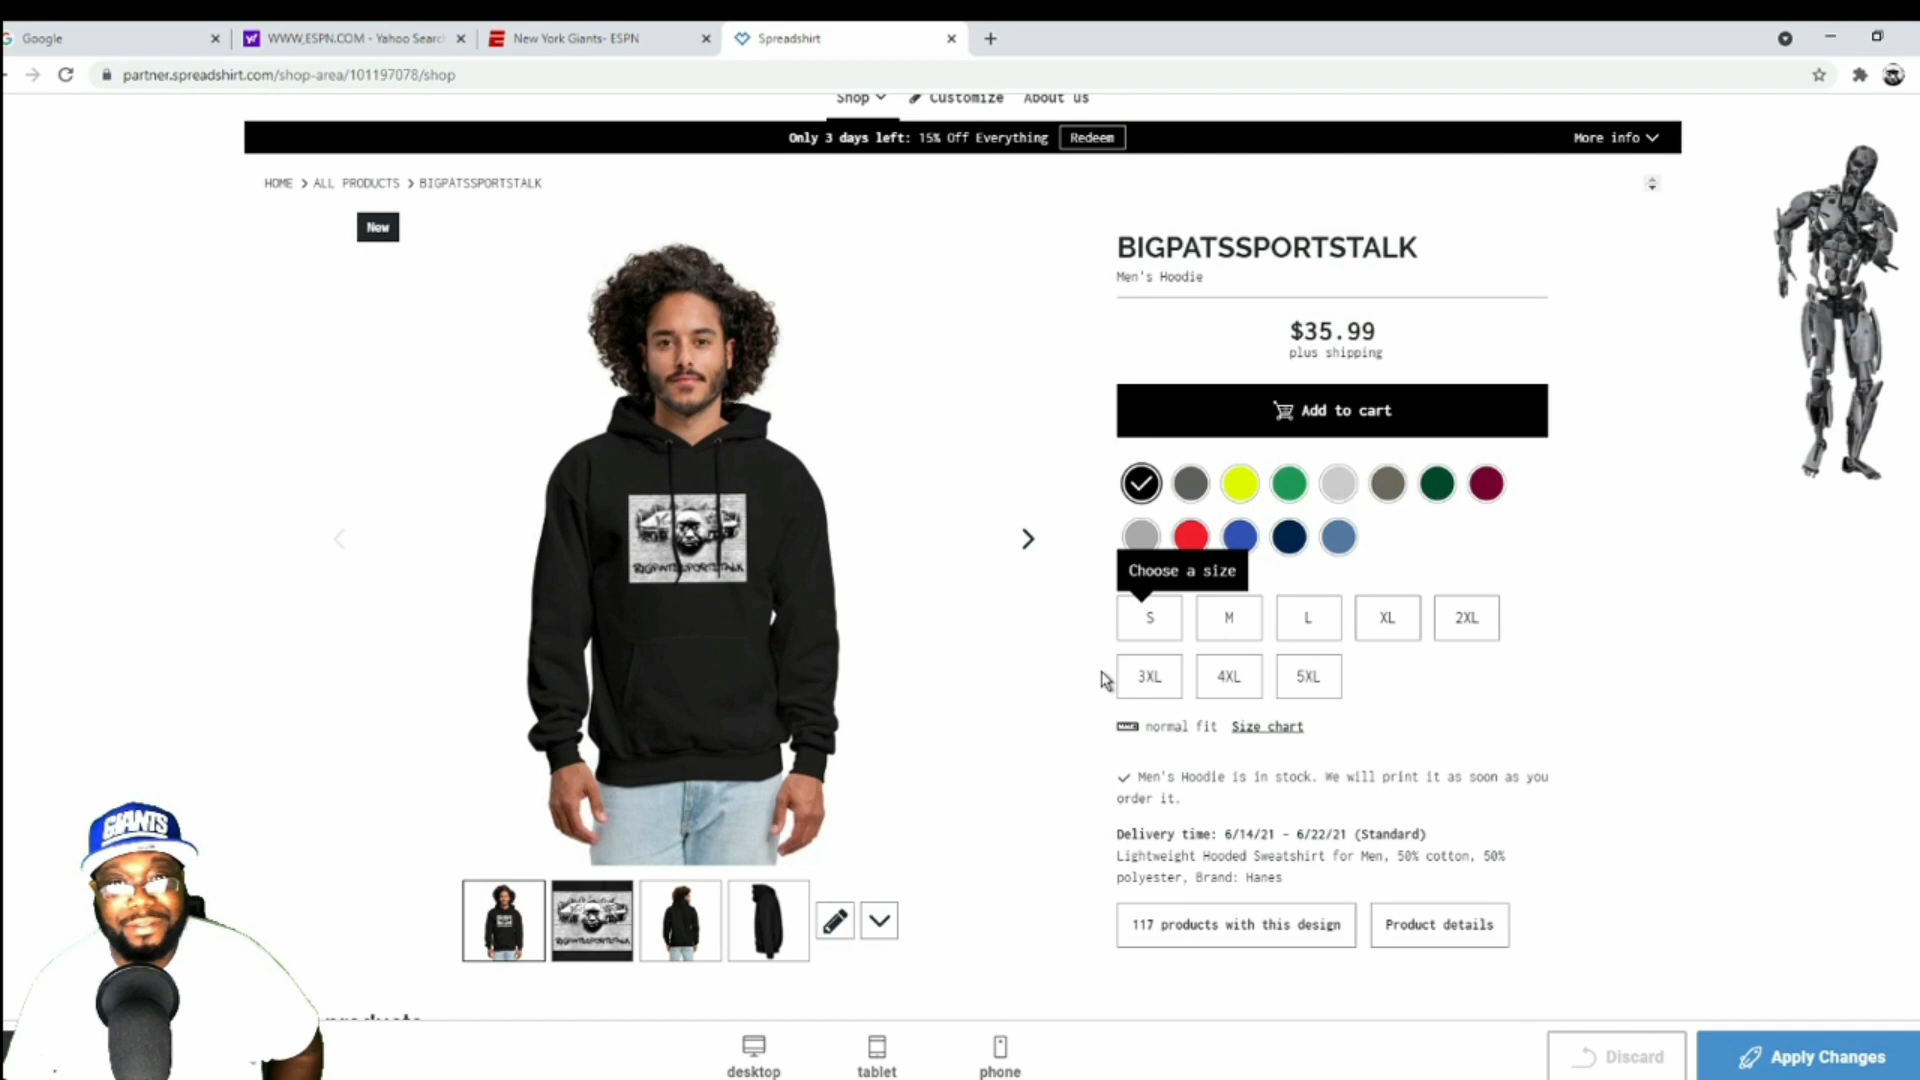 Google
WWW.ESPN.COM - Yahoo Searc
New York Giants- ESPN
Spreadshirt
partner.spreadshirt.com/shop-area/101197078/shop
Shop
Customize
About us
Only 3 days left: 15% Off Everything
Redeem
More info
HOME > ALL PRODUCTS > BIGPATSSPORTSTALK
New
BIGPATSSPORTSTALK
Men's Hoodie
$35.99
plus shipping
Add to cart
Choose a size
S M L XL 2XL
3XL 4XL 5XL
normal fit Size chart
Men's Hoodie is in stock. We will print it as soon as you
order it.
Delivery time: 6/14/21 - 6/22/21 (Standard)
Lightweight Hooded Sweatshirt for Men, 50% cotton, 50%
polyester, Brand: Hanes
117 products with this design
Product details
BIGPATSSPORTSTALK
GIANTS
desktop
tablet
phone
Discard
Apply Changes